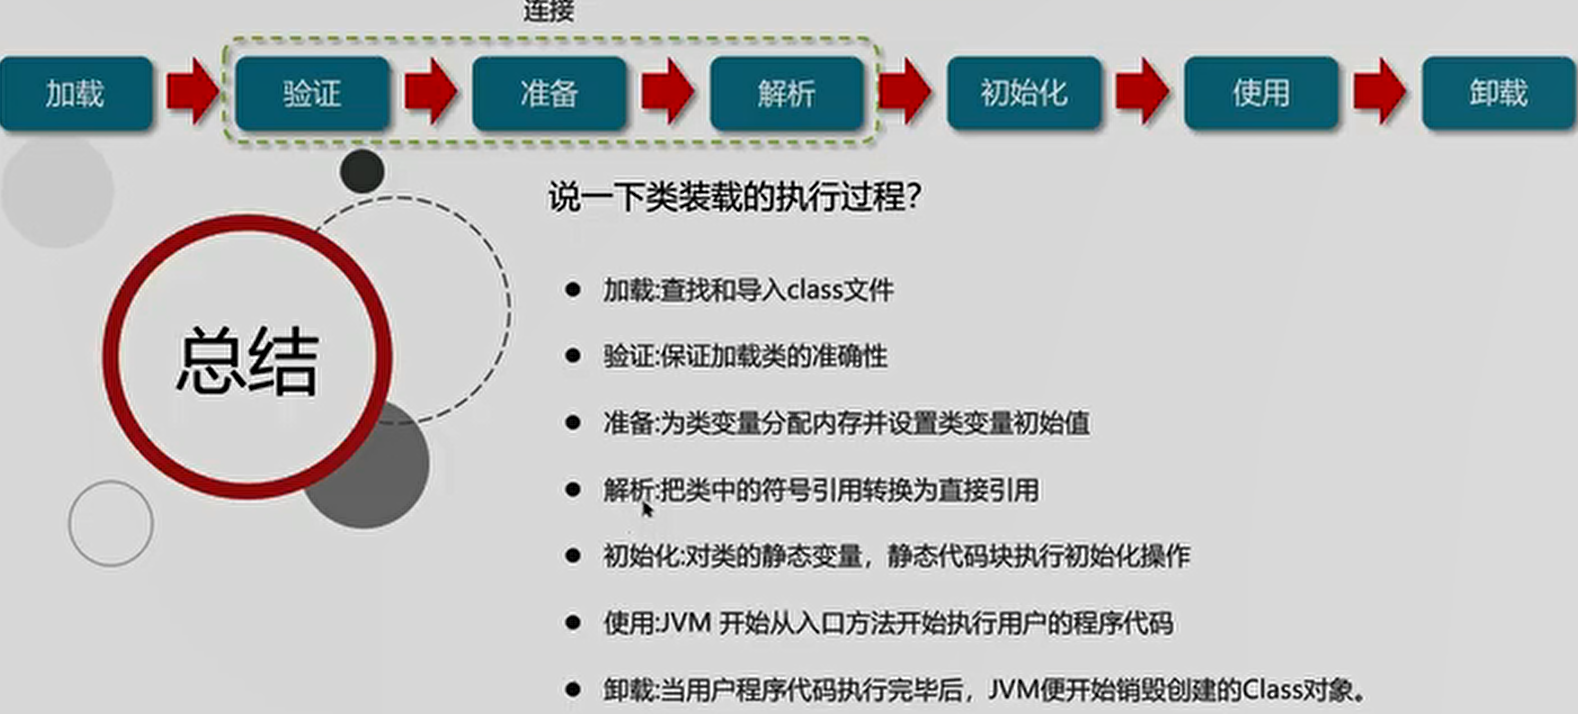 连接
加载 验证 准备 解析 初始化 使用 卸载
说一下类装载的执行过程?
总结
加载:查找和导入class文件
验证:保证加载类的准确性
准备:为类变量分配内存并设置类变量初始值
解析:把类中的符号引用转换为直接引用
初始化:对类的静态变量，静态代码块执行初始化操作
使用:JVM 开始从入口方法开始执行用户的程序代码
卸载:当用户程序代码执行完毕后，JVM便开始销毁创建的Class对象。